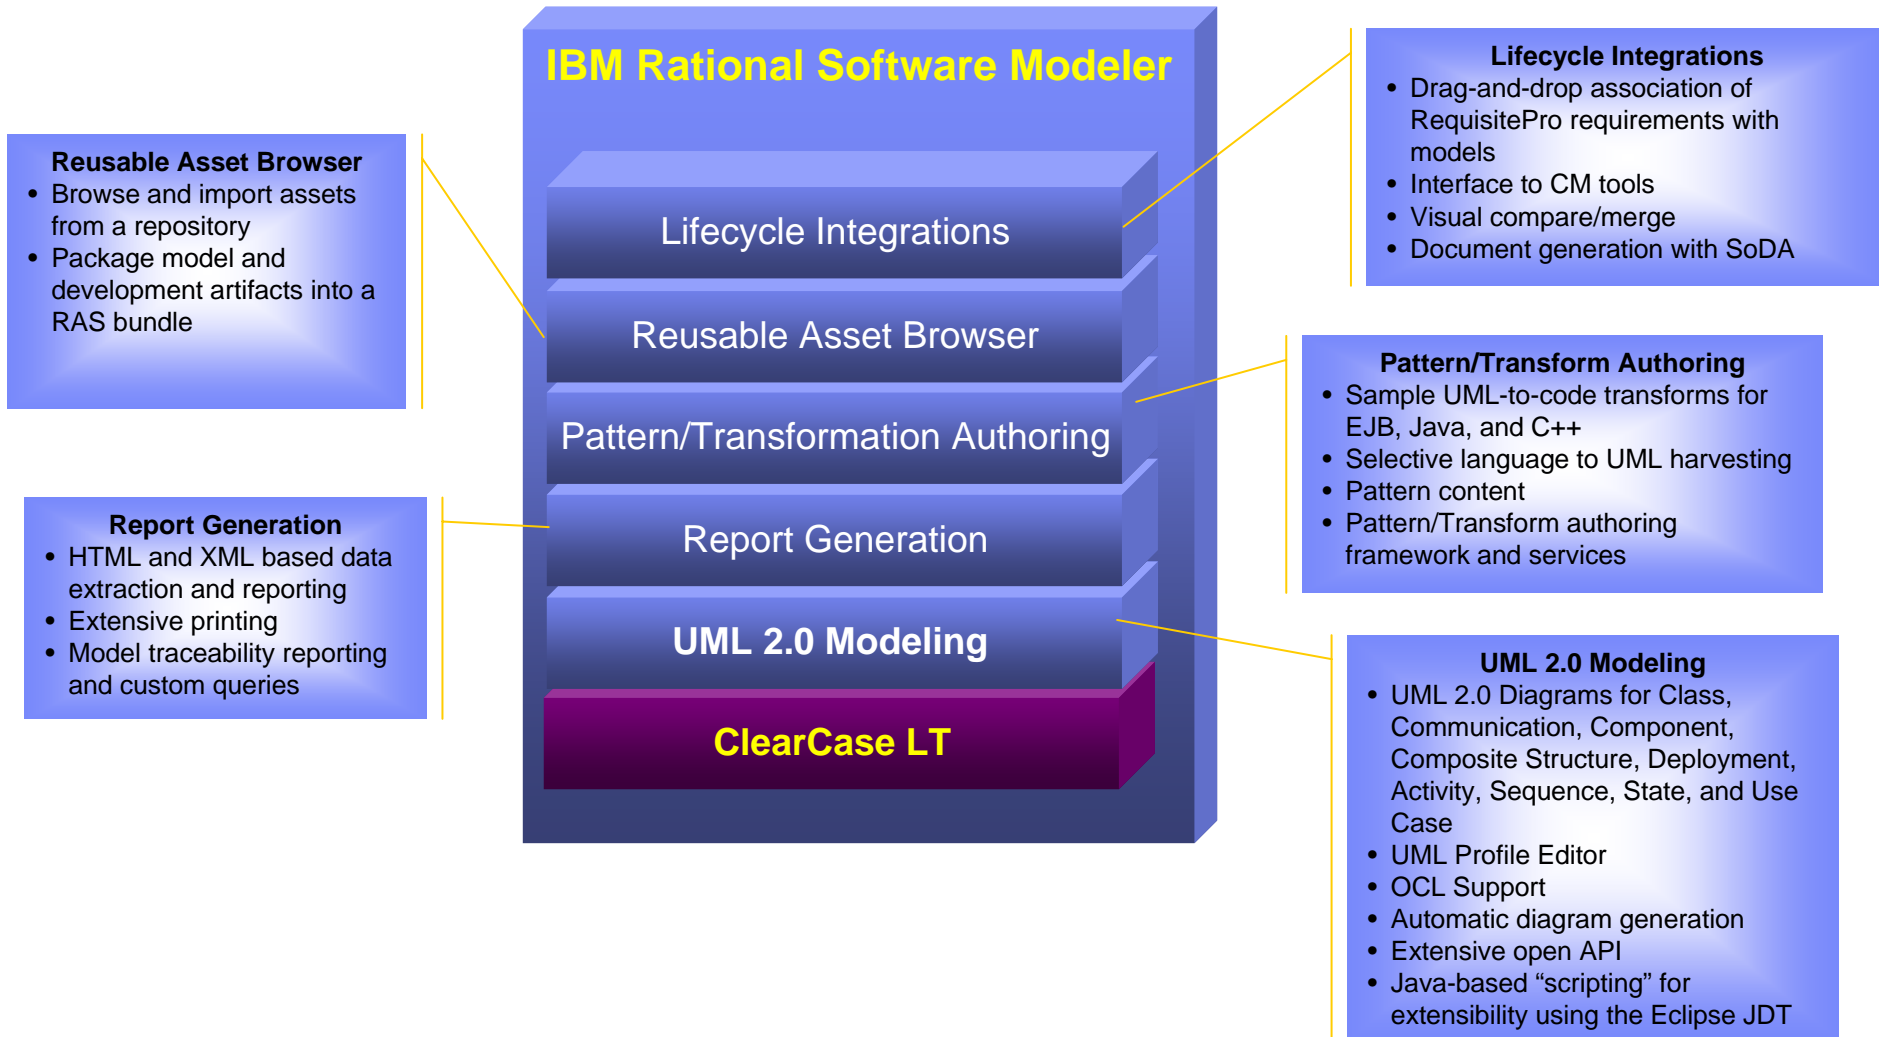 IBM Rational Software Modeler
Lifecycle Integrations
Reusable Asset Browser
Pattern/Transformation Authoring
Report Generation
UML 2.0 Modeling
ClearCase LT
Reusable Asset Browser
• Browse and import assets
from a repository
• Package model and
development artifacts into a
RAS bundle
Report Generation
• HTML and XML based data
extraction and reporting
• Extensive printing
• Model traceability reporting
and custom queries
Lifecycle Integrations
• Drag-and-drop association of
RequisitePro requirements with
models
• Interface to CM tools
• Visual compare/merge
• Document generation with SoDA
Pattern/Transform Authoring
• Sample UML-to-code transforms for
EJB, Java, and C++
• Selective language to UML harvesting
• Pattern content
• Pattern/Transform authoring
framework and services
UML 2.0 Modeling
• UML 2.0 Diagrams for Class,
Communication, Component,
Composite Structure, Deployment,
Activity, Sequence, State, and Use
Case
• UML Profile Editor
• OCL Support
• Automatic diagram generation
• Extensive open API
• Java-based “scripting” for
extensibility using the Eclipse JDT